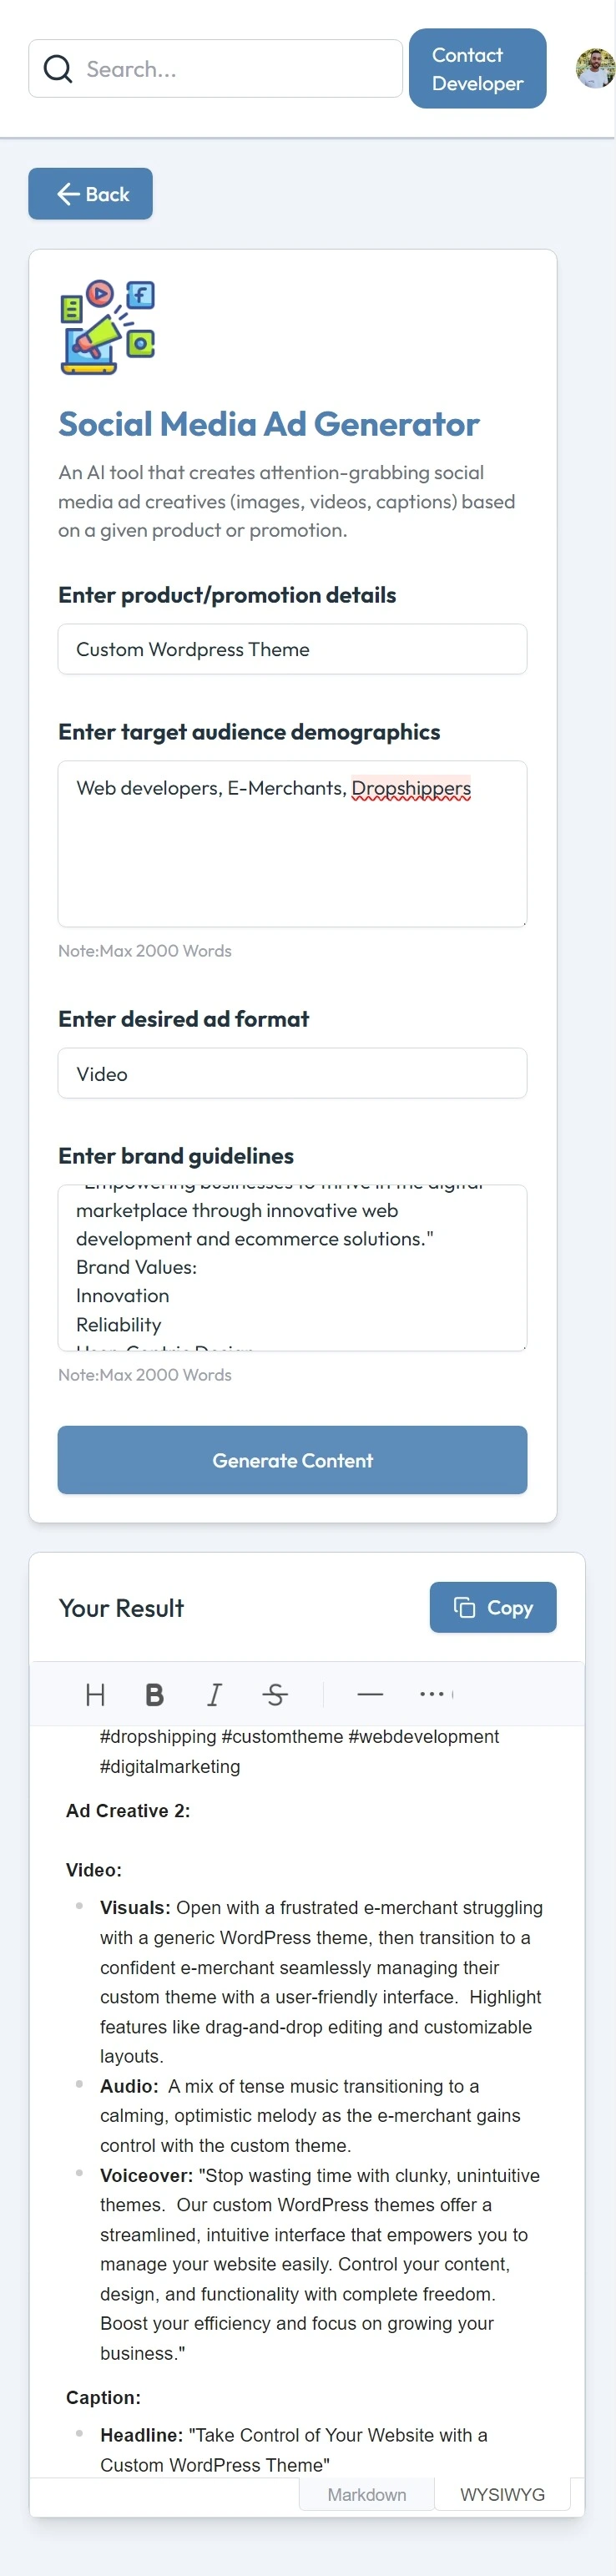 Search...
Contact
Developer
Back
Social Media Ad Generator
An AI tool that creates attention-grabbing social
media ad creatives (images, videos, captions) based
on a given product or promotion.
Enter product/promotion details
Custom Wordpress Theme
Enter target audience demographics
Web developers, E-Merchants, Dropshippers
Note:Max 2000 Words
Enter desired ad format
Video
Enter brand guidelines
"Empowering businesses to thrive in the digital
marketplace through innovative web
development and ecommerce solutions."
Brand Values:
Innovation
Reliability
User-Centric Design
Note:Max 2000 Words
Generate Content
Your Result
Copy
H B I S
#dropshipping #customtheme #webdevelopment
#digitalmarketing
Ad Creative 2:
Video:
Visuals: Open with a frustrated e-merchant struggling
with a generic WordPress theme, then transition to a
confident e-merchant seamlessly managing their
custom theme with a user-friendly interface.  Highlight
features like drag-and-drop editing and customizable
layouts.
Audio:  A mix of tense music transitioning to a
calming, optimistic melody as the e-merchant gains
control with the custom theme.
Voiceover: "Stop wasting time with clunky, unintuitive
themes.  Our custom WordPress themes offer a
streamlined, intuitive interface that empowers you to
manage your website easily. Control your content,
design, and functionality with complete freedom.
Boost your efficiency and focus on growing your
business."
Caption:
Headline: "Take Control of Your Website with a
Custom WordPress Theme"
Markdown WYSIWYG